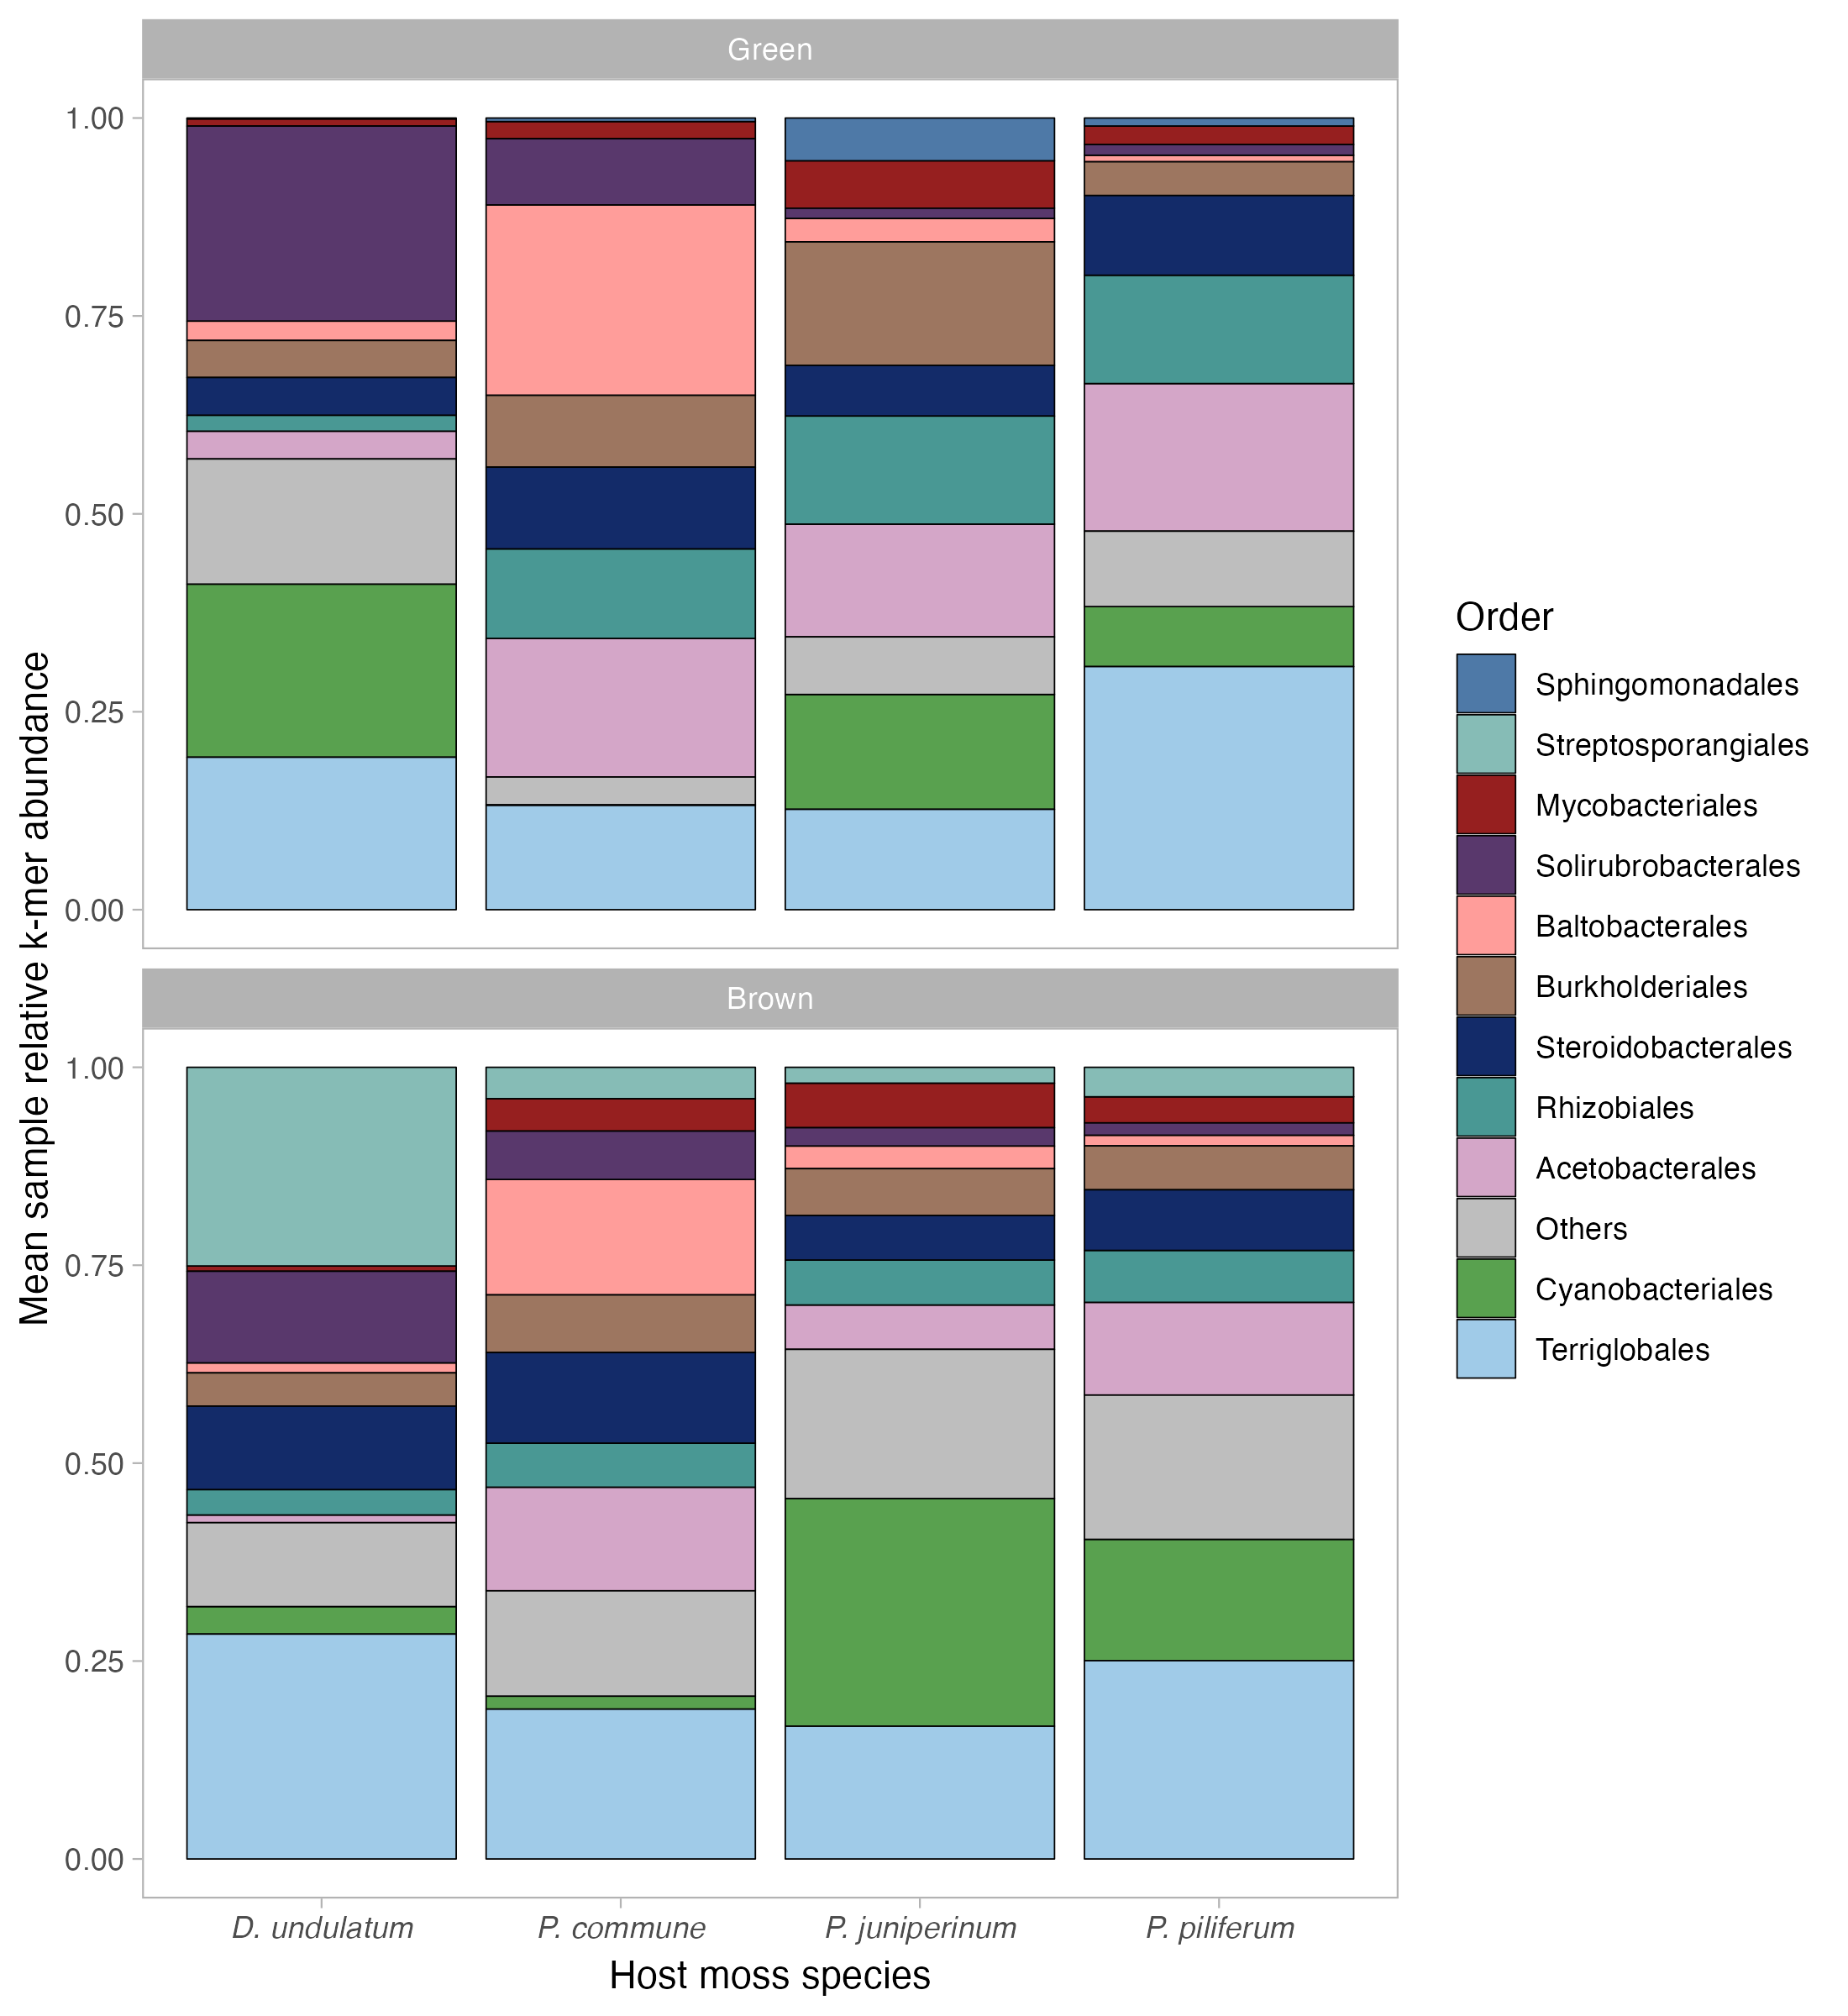 Green
1.00
0.75
0.50
0.25
0.00
Brown
1.00
0.75
0.50
0.25
0.00
Mean sample relative k-mer abundance
D. undulatum
P. commune
P. juniperinum
P. piliferum
Host moss species
Order
Sphingomonadales
Streptosporangiales
Mycobacteriales
Solirubrobacterales
Baltobacterales
Burkholderiales
Steroidobacterales
Rhizobiales
Acetobacterales
Others
Cyanobacteriales
Terriglobales